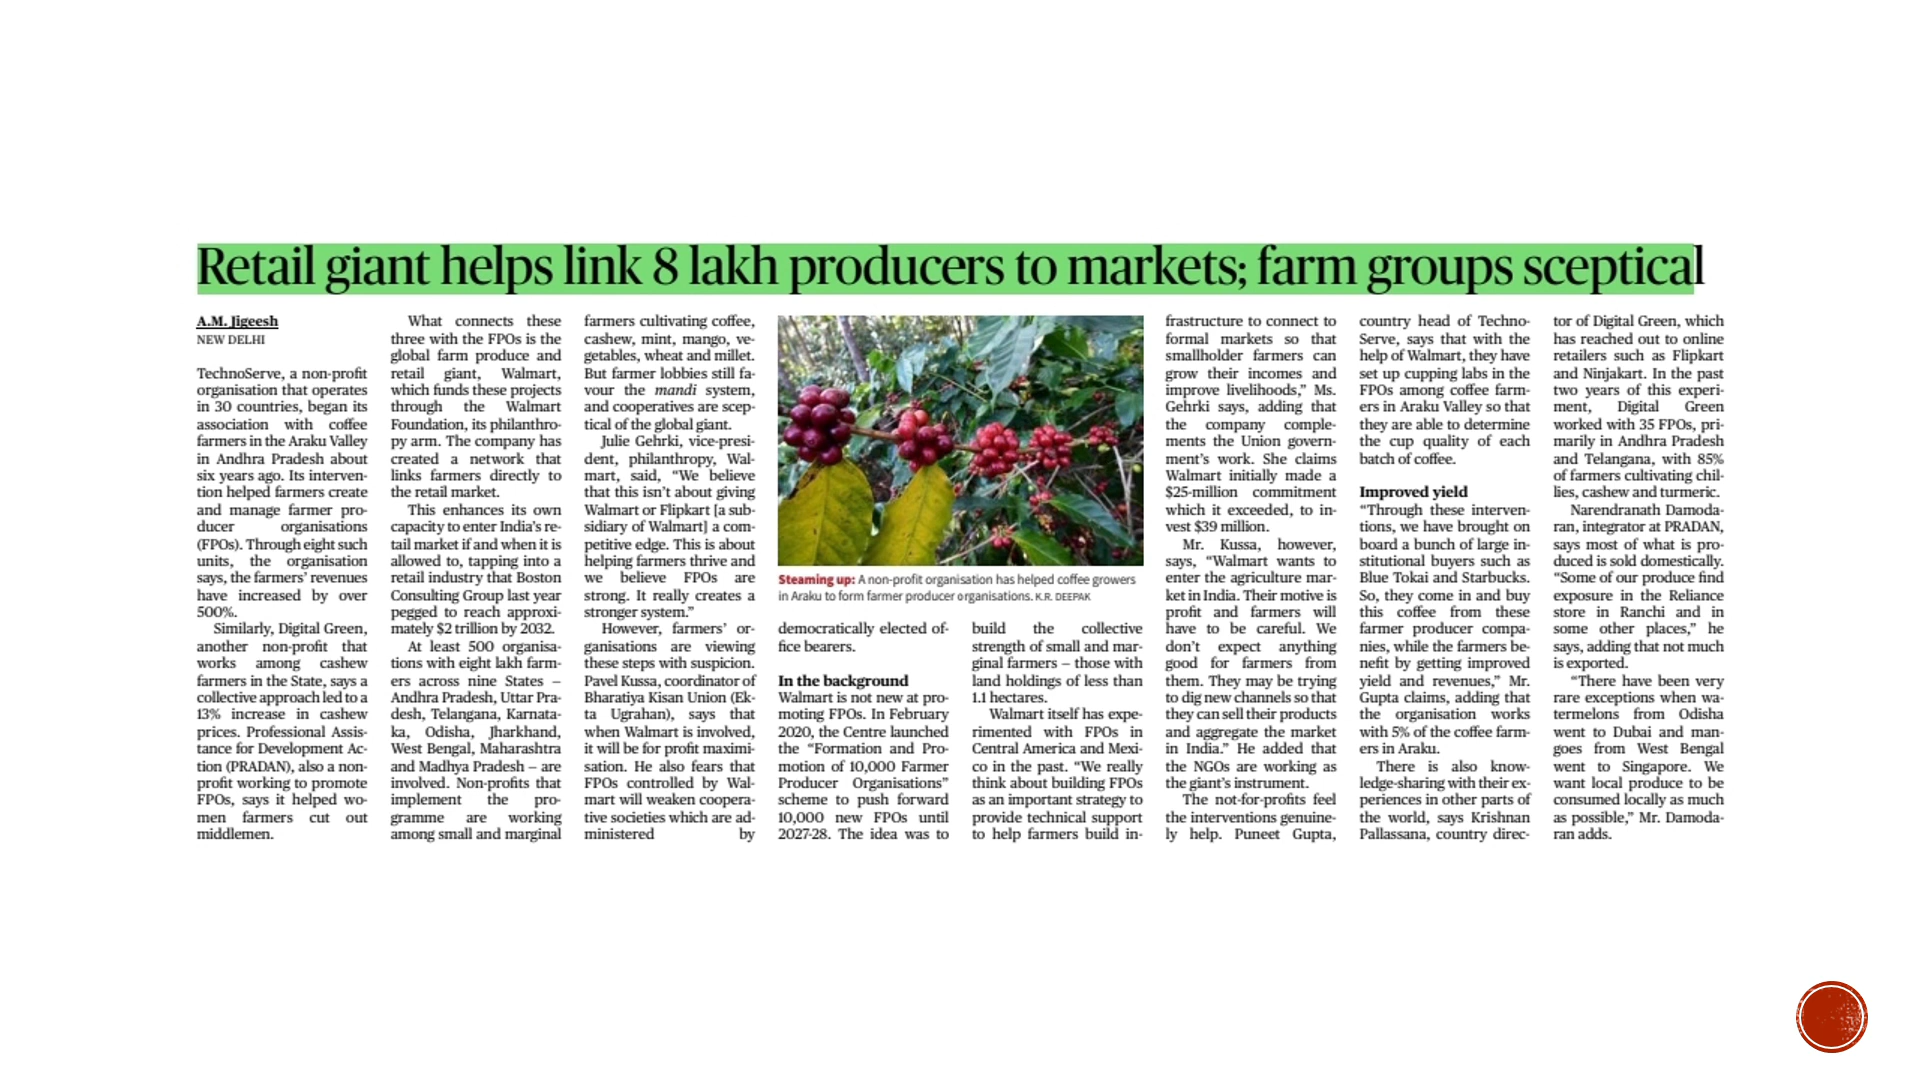 Retail giant helps link 8 lakh producers to markets; farm groups sceptical
A.M. Jigeesh
NEW DELHI
TechnoServe, a non-profit
organisation that operates
in 30 countries, began its
association with coffee
farmers in the Araku Valley
in Andhra Pradesh about
six years ago. Its interven-
tion helped farmers create
and manage farmer pro-
ducer organisations
(FPOs). Through eight such
units, the organisation
says, the farmers' revenues
have increased by over
500%.
Similarly, Digital Green,
another non-profit that
works among cashew
farmers in the State, says a
collective approach led to a
13% increase in cashew
prices. Professional Assis-
tance for Development Ac-
tion (PRADAN), also a non-
profit working to promote
FPOs, says it helped wo-
men farmers cut out
middlemen.
What connects these
three with the FPOs is the
global farm produce and
retail giant, Walmart,
which funds these projects
through the Walmart
Foundation, its philanthro-
py arm. The company has
created a network that
links farmers directly to
the retail market.
This enhances its own
capacity to enter India's re-
tail market if and when it is
allowed to, tapping into a
retail industry that Boston
Consulting Group last year
pegged to reach approxi-
mately $2 trillion by 2032.
At least 500 organisa-
tions with eight lakh farm-
ers across nine States –
Andhra Pradesh, Uttar Pra-
desh, Telangana, Karnata-
ka, Odisha, Jharkhand,
West Bengal, Maharashtra
and Madhya Pradesh – are
involved. Non-profits that
implement the pro-
gramme are working
among small and marginal
farmers cultivating coffee,
cashew, mint, mango, ve-
getables, wheat and millet.
But farmer lobbies still fa-
vour the mandi system,
and cooperatives are scep-
tical of the global giant.
Julie Gehrki, vice-presi-
dent, philanthropy, Wal-
mart, said, "We believe
that this isn't about giving
Walmart or Flipkart [a sub-
sidiary of Walmart] a com-
petitive edge. This is about
helping farmers thrive and
we believe FPOs are
strong. It really creates a
stronger system."
However, farmers' or-
ganisations are viewing
these steps with suspicion.
Pavel Kussa, coordinator of
Bharatiya Kisan Union (Ek-
ta Ugrahan), says that
when Walmart is involved,
it will be for profit maximi-
sation. He also fears that
FPOs controlled by Wal-
mart will weaken coopera-
tive societies which are ad-
ministered by
Steaming up: A non-profit organisation has helped coffee growers
in Araku to form farmer producer organisations. K.R. DEEPAK
democratically elected of-
fice bearers.
In the background
Walmart is not new at pro-
moting FPOs. In February
2020, the Centre launched
the "Formation and Pro-
motion of 10,000 Farmer
Producer Organisations"
scheme to push forward
10,000 new FPOs until
2027-28. The idea was to
build the collective
strength of small and mar-
ginal farmers – those with
land holdings of less than
1.1 hectares.
Walmart itself has expe-
rimented with FPOs in
Central America and Mexi-
co in the past. "We really
think about building FPOs
as an important strategy to
provide technical support
to help farmers build in-
frastructure to connect to
formal markets so that
smallholder farmers can
grow their incomes and
improve livelihoods," Ms.
Gehrki says, adding that
the company comple-
ments the Union govern-
ment's work. She claims
Walmart initially made a
$25-million commitment
which it exceeded, to in-
vest $39 million.
Mr. Kussa, however,
says, "Walmart wants to
enter the agriculture mar-
ket in India. Their motive is
profit and farmers will
have to be careful. We
don't expect anything
good for farmers from
them. They may be trying
to dig new channels so that
they can sell their products
and aggregate the market
in India." He added that
the NGOs are working as
the giant's instrument.
The not-for-profits feel
the interventions genuine-
ly help. Puneet Gupta,
country head of Techno-
Serve, says that with the
help of Walmart, they have
set up cupping labs in the
FPOs among coffee farm-
ers in Araku Valley so that
they are able to determine
the cup quality of each
batch of coffee.
Improved yield
"Through these interven-
tions, we have brought on
board a bunch of large in-
stitutional buyers such as
Blue Tokai and Starbucks.
So, they come in and buy
this coffee from these
farmer producer compa-
nies, while the farmers be-
nefit by getting improved
yield and revenues," Mr.
Gupta claims, adding that
the organisation works
with 5% of the coffee farm-
ers in Araku.
There is also know-
ledge-sharing with their ex-
periences in other parts of
the world, says Krishnan
Pallassana, country direc-
tor of Digital Green, which
has reached out to online
retailers such as Flipkart
and Ninjakart. In the past
two years of this experi-
ment, Digital Green
worked with 35 FPOs, pri-
marily in Andhra Pradesh
and Telangana, with 85%
of farmers cultivating chil-
lies, cashew and turmeric.
Narendranath Damoda-
ran, integrator at PRADAN,
says most of what is pro-
duced is sold domestically.
"Some of our produce find
exposure in the Reliance
store in Ranchi and in
some other places," he
says, adding that not much
is exported.
"There have been very
rare exceptions when wa-
termelons from Odisha
went to Dubai and man-
goes from West Bengal
went to Singapore. We
want local produce to be
consumed locally as much
as possible," Mr. Damoda-
ran adds.